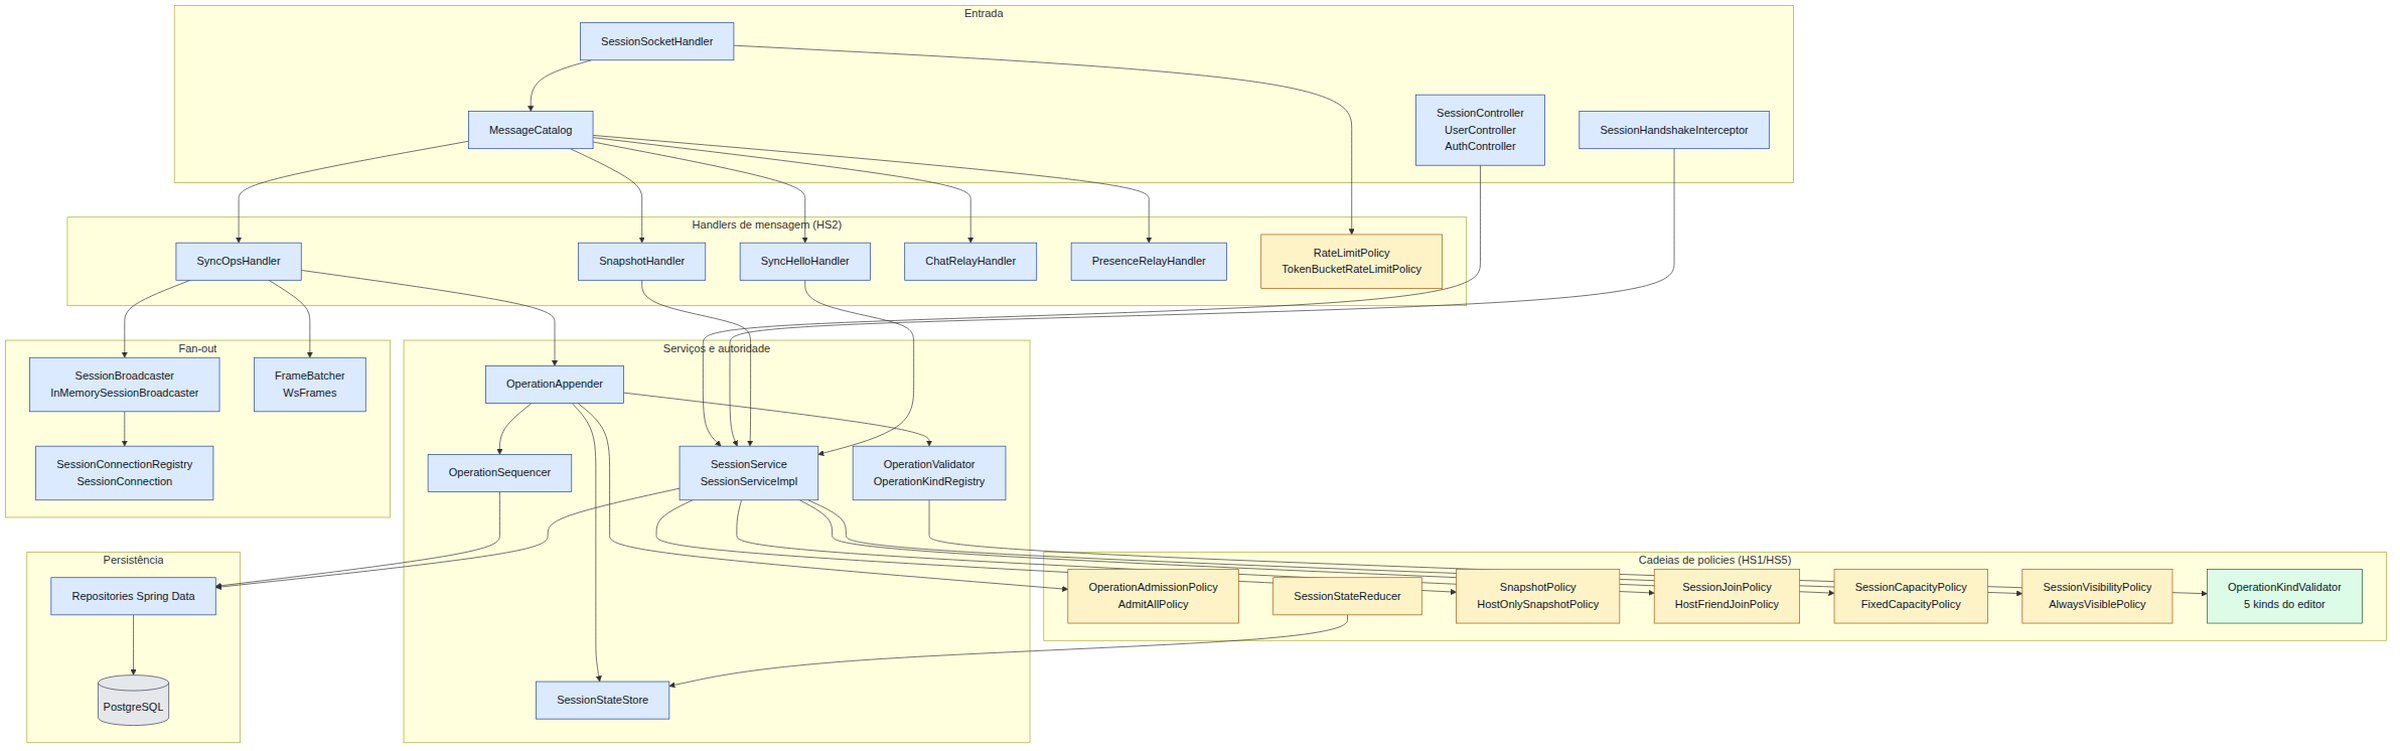 Entrada
SessionSocketHandler
MessageCatalog
SessionController
UserController
AuthController
SessionHandshakeInterceptor
Handlers de mensagem (HS2)
SyncOpsHandler
SnapshotHandler
SyncHelloHandler
ChatRelayHandler
PresenceRelayHandler
RateLimitPolicy
TokenBucketRateLimitPolicy
Fan-out
SessionBroadcaster
InMemorySessionBroadcaster
FrameBatcher
WsFrames
SessionConnectionRegistry
SessionConnection
Serviços e autoridade
OperationAppender
OperationSequencer
SessionService
SessionServiceImpl
OperationValidator
OperationKindRegistry
SessionStateStore
Persistência
Repositories Spring Data
PostgreSQL
Cadeias de policies (HS1/HS5)
OperationAdmissionPolicy
AdmitAllPolicy
SessionStateReducer
SnapshotPolicy
HostOnlySnapshotPolicy
SessionJoinPolicy
HostFriendJoinPolicy
SessionCapacityPolicy
FixedCapacityPolicy
SessionVisibilityPolicy
AlwaysVisiblePolicy
OperationKindValidator
5 kinds do editor